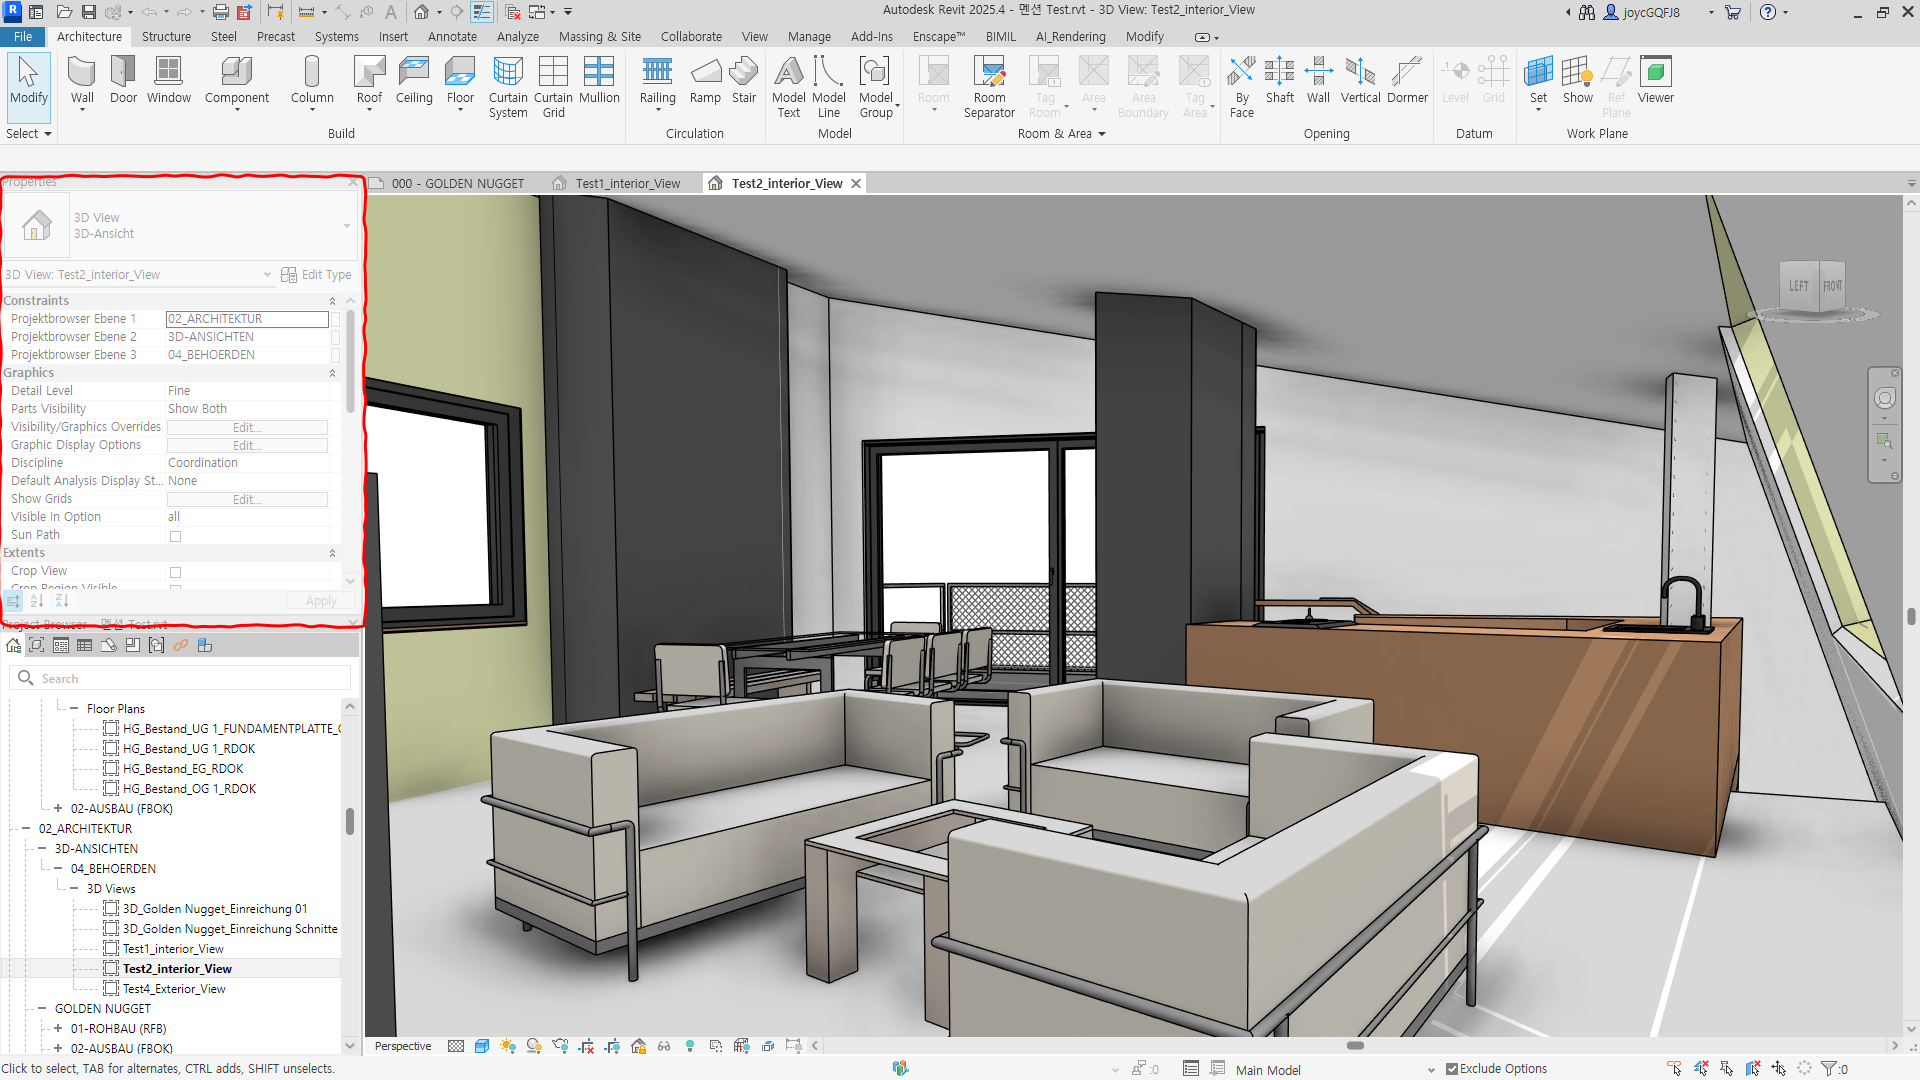 Autodesk Revit 2025.4 - 멘션 Test.rvt - 3D View: Test2_interior_View
joycGQFJ8
File Architecture Structure Steel Precast Systems Insert Annotate Analyze Massing & Site Collaborate View Manage Add-Ins Enscape™ BIMIL AI_Rendering Modify
Modify Wall Door Window Component Column Roof Ceiling Floor Curtain System Curtain Grid Mullion Railing Ramp Stair Model Text Model Line Model Group Room Room Separator Tag Room Area Area Boundary Tag Area By Face Shaft Wall Vertical Dormer Level Grid Set Show Ref Plane Viewer
Select Build Circulation Model Room & Area Opening Datum Work Plane
Properties
000 - GOLDEN NUGGET Test1_interior_View Test2_interior_View
3D View
3D-Ansicht
3D View: Test2_interior_View Edit Type
Constraints
Projektbrowser Ebene 1 02_ARCHITEKTUR
Projektbrowser Ebene 2 3D-ANSICHTEN
Projektbrowser Ebene 3 04_BEHOERDEN
Graphics
Detail Level Fine
Parts Visibility Show Both
Visibility/Graphics Overrides Edit...
Graphic Display Options Edit...
Discipline Coordination
Default Analysis Display St... None
Show Grids Edit...
Visible In Option all
Sun Path
Extents
Crop View
Crop Region Visible
Apply
Project Browser - 멘션 Test.rvt
Search
Floor Plans
HG_Bestand_UG 1_FUNDAMENTPLATTE_
HG_Bestand_UG 1_RDOK
HG_Bestand_EG_RDOK
HG_Bestand_OG 1_RDOK
02-AUSBAU (FBOK)
02_ARCHITEKTUR
3D-ANSICHTEN
04_BEHOERDEN
3D Views
3D_Golden Nugget_Einreichung 01
3D_Golden Nugget_Einreichung Schnitte
Test1_interior_View
Test2_interior_View
Test4_Exterior_View
GOLDEN NUGGET
01-ROHBAU (RFB)
02-AUSBAU (FBOK)
LEFT FRONT
Perspective
Click to select, TAB for alternates, CTRL adds, SHIFT unselects.
:0 Main Model Exclude Options :0